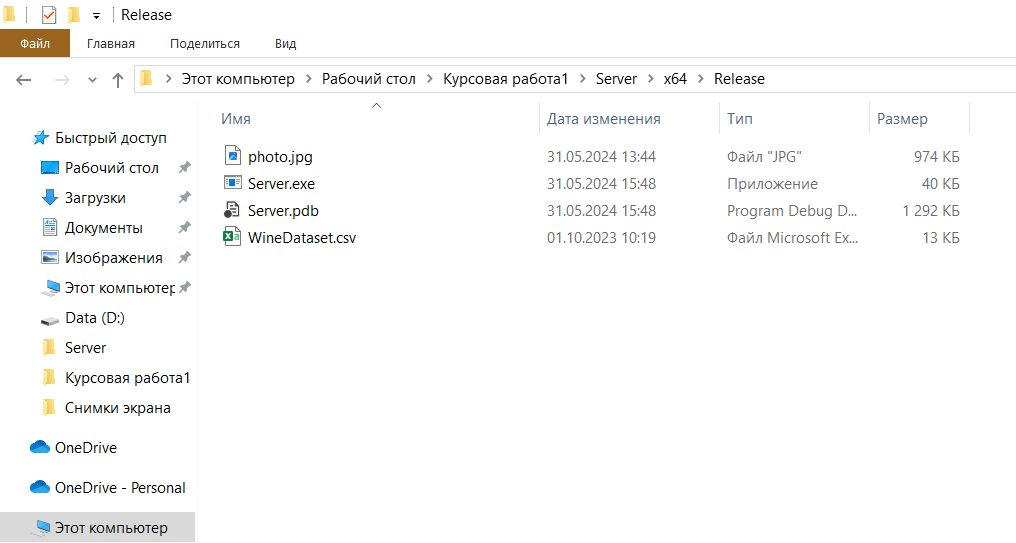 Release
Файл Главная Поделиться Вид
Этот компьютер Рабочий стол Курсовая работа1 Server x64 Release
Имя Дата изменения Тип Размер
photo.jpg 31.05.2024 13:44 Файл "JPG" 974 КБ
Server.exe 31.05.2024 15:48 Приложение 40 КБ
Server.pdb 31.05.2024 15:48 Program Debug D... 1 292 КБ
WineDataset.csv 01.10.2023 10:19 Файл Microsoft Ex... 13 КБ
Быстрый доступ
Рабочий стол
Загрузки
Документы
Изображения
Этот компьютер
Data (D:)
Server
Курсовая работа1
Снимки экрана
OneDrive
OneDrive - Personal
Этот компьютер